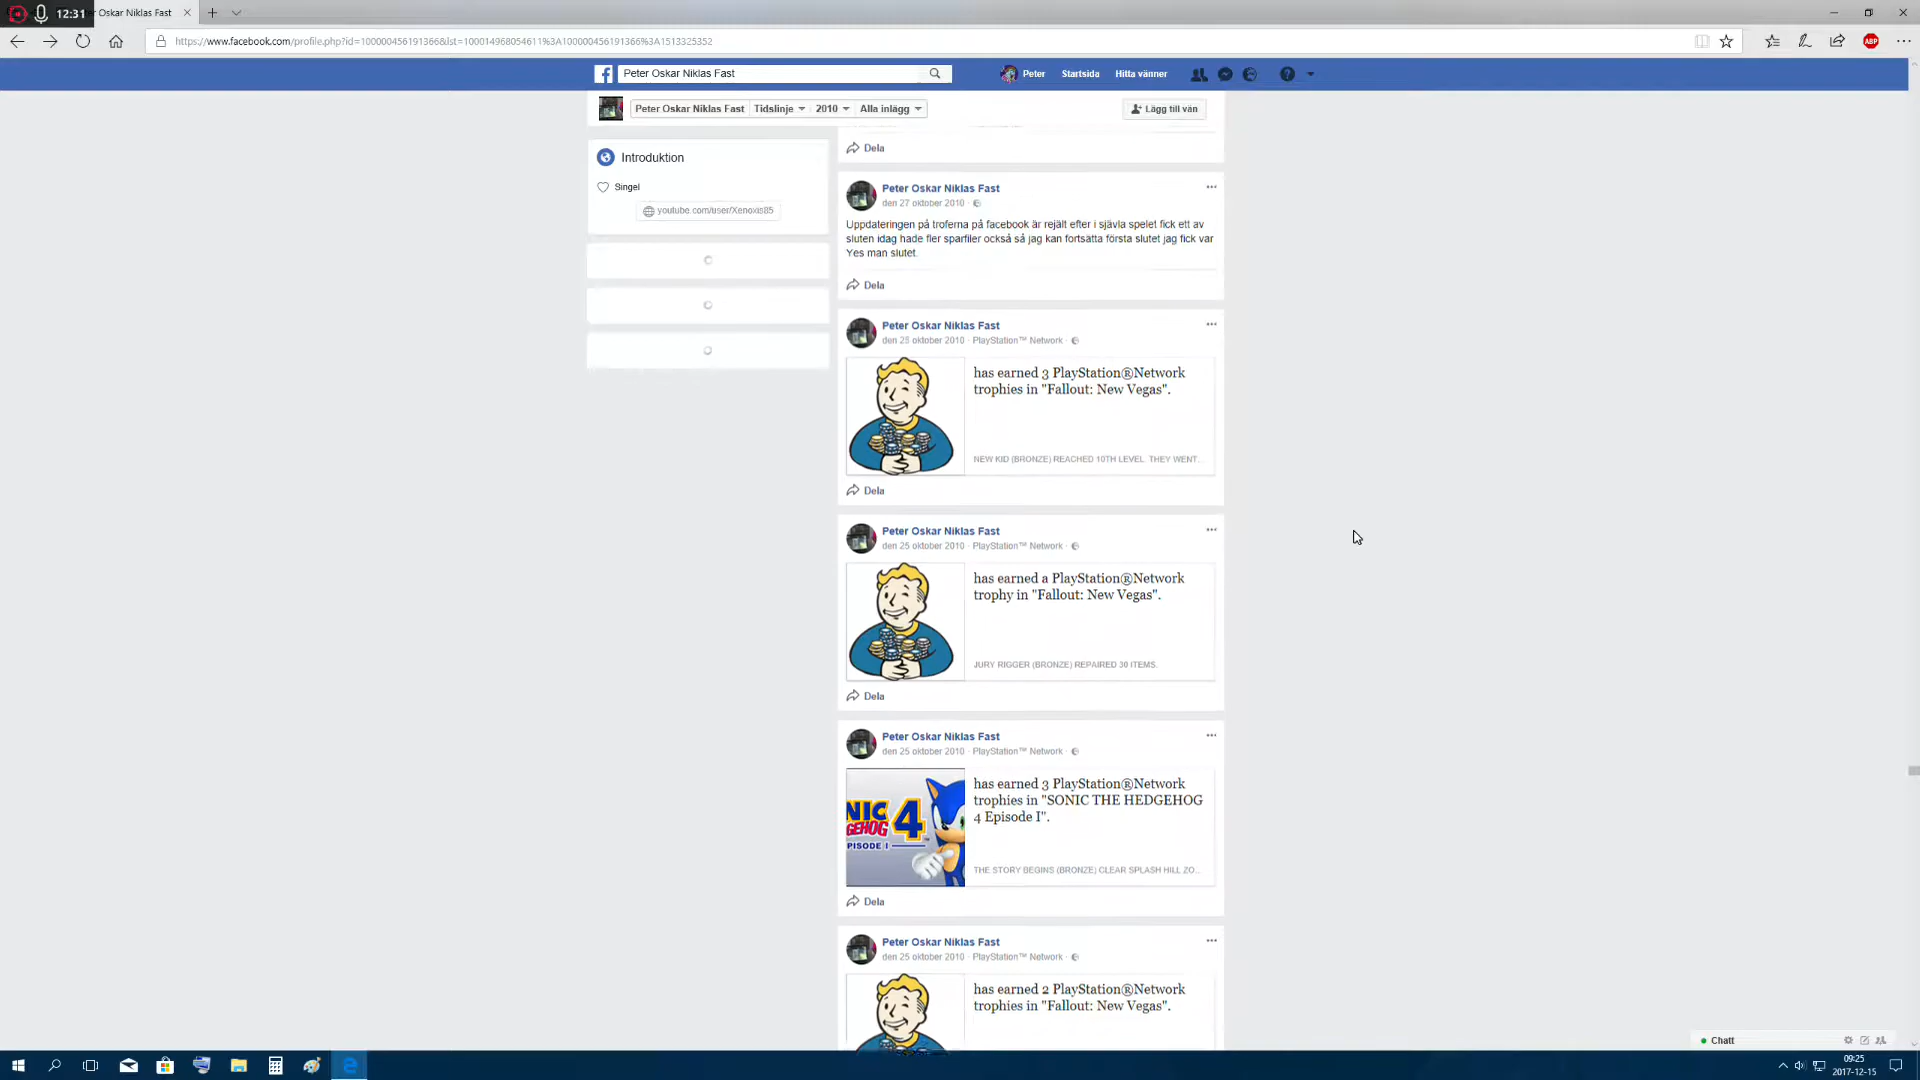 12:31
Oskar Niklas Fast
https://www.facebook.com/profile.php?id=100000456191366&lst=100014968054611%3A100000456191366%3A1513325352
ABP
Peter Oskar Niklas Fast
Peter
Startsida
Hitta vänner
Peter Oskar Niklas Fast
Tidslinje
2010
Alla inlägg
Lägg till vän
Introduktion
Singel
youtube.com/user/Xenoxis85
Dela
Peter Oskar Niklas Fast
den 27 oktober 2010
Uppdateringen på troferna på facebook är rejält efter i självla spelet fick ett av
sluten idag hade fler sparfiler också så jag kan fortsätta första slutet jag fick var
Yes man slutet.
Dela
Peter Oskar Niklas Fast
den 25 oktober 2010 · PlayStation™ Network
has earned 3 PlayStation®Network
trophies in "Fallout: New Vegas".
NEW KID (BRONZE) REACHED 10TH LEVEL. THEY WENT...
Dela
Peter Oskar Niklas Fast
den 25 oktober 2010 · PlayStation™ Network
has earned a PlayStation®Network
trophy in "Fallout: New Vegas".
JURY RIGGER (BRONZE) REPAIRED 30 ITEMS.
Dela
Peter Oskar Niklas Fast
den 25 oktober 2010 · PlayStation™ Network
NIC 4
GEHOG
PISODE I
has earned 3 PlayStation®Network
trophies in "SONIC THE HEDGEHOG
4 Episode I".
THE STORY BEGINS (BRONZE) CLEAR SPLASH HILL ZO...
Dela
Peter Oskar Niklas Fast
den 25 oktober 2010 · PlayStation™ Network
has earned 2 PlayStation®Network
trophies in "Fallout: New Vegas".
Chatt
09:25
2017-12-15